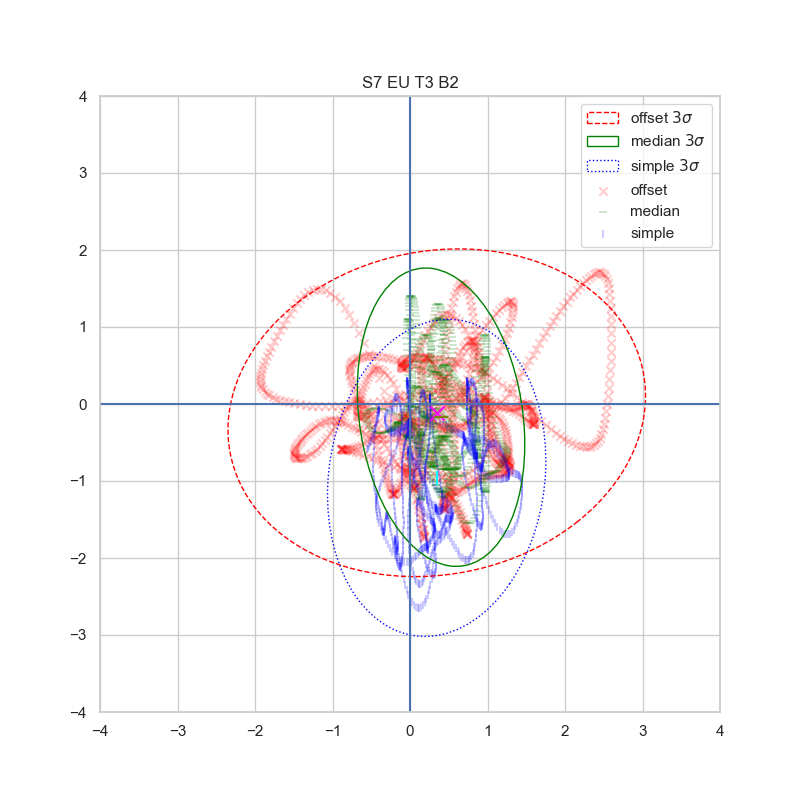 S7 EU T3 B2
offset 3σ
median 3σ
simple 3σ
offset
median
simple
4
3
2
1
0
−1
−2
−3
−4
−4 −3 −2 −1 0 1 2 3 4